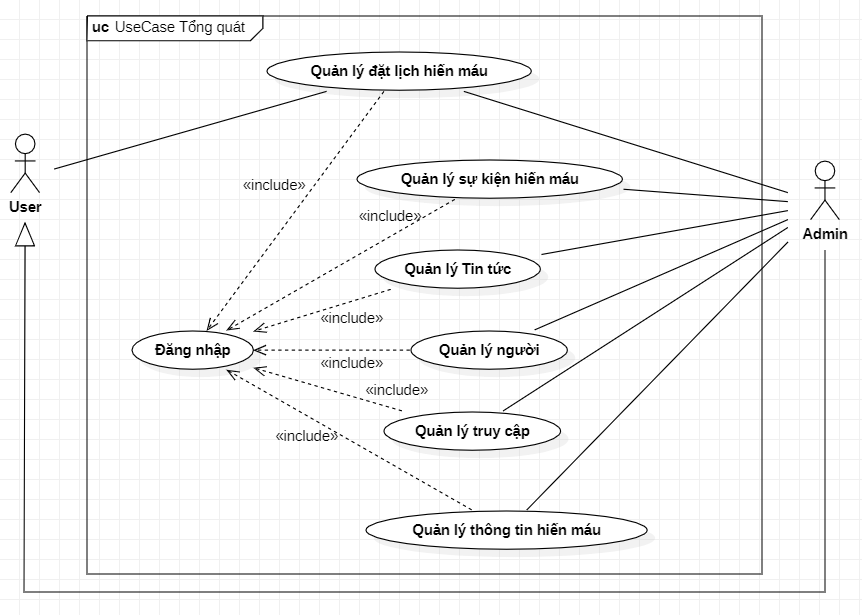 uc UseCase Tổng quát
Quản lý đặt lịch hiến máu
User
Admin
«include»
Quản lý sự kiện hiến máu
«include»
Quản lý Tin tức
«include»
Đăng nhập
Quản lý người
«include»
«include»
Quản lý truy cập
«include»
Quản lý thông tin hiến máu